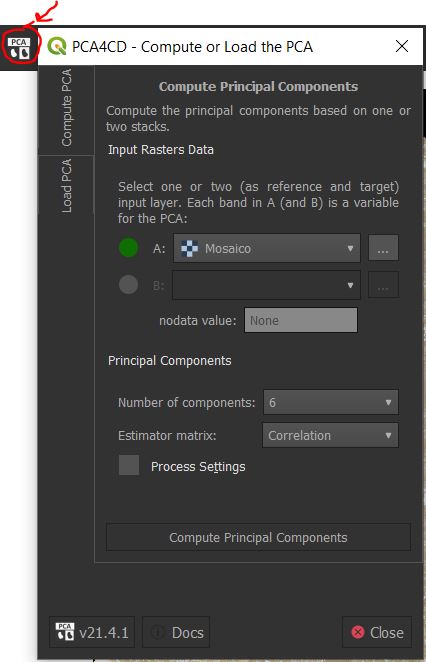 PCA
PCA4CD - Compute or Load the PCA
Compute PCA
Load PCA
Compute Principal Components
Compute the principal components based on one or
two stacks.
Input Rasters Data
Select one or two (as reference and target)
input layer. Each band in A (and B) is a variable
for the PCA:
A: Mosaico ...
B: ...
nodata value: None
Principal Components
Number of components: 6
Estimator matrix: Correlation
Process Settings
Compute Principal Components
PCA v21.4.1 Docs Close